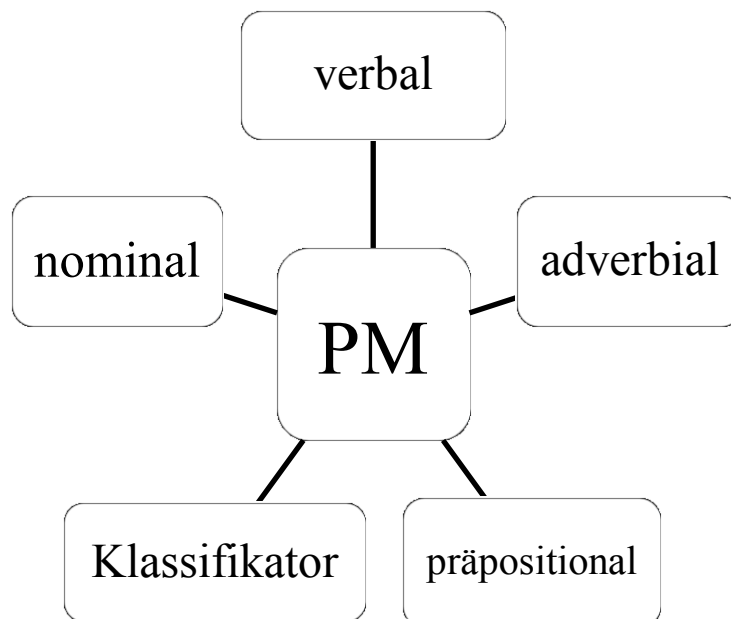 verbal
nominal
adverbial
PM
Klassifikator
präpositional